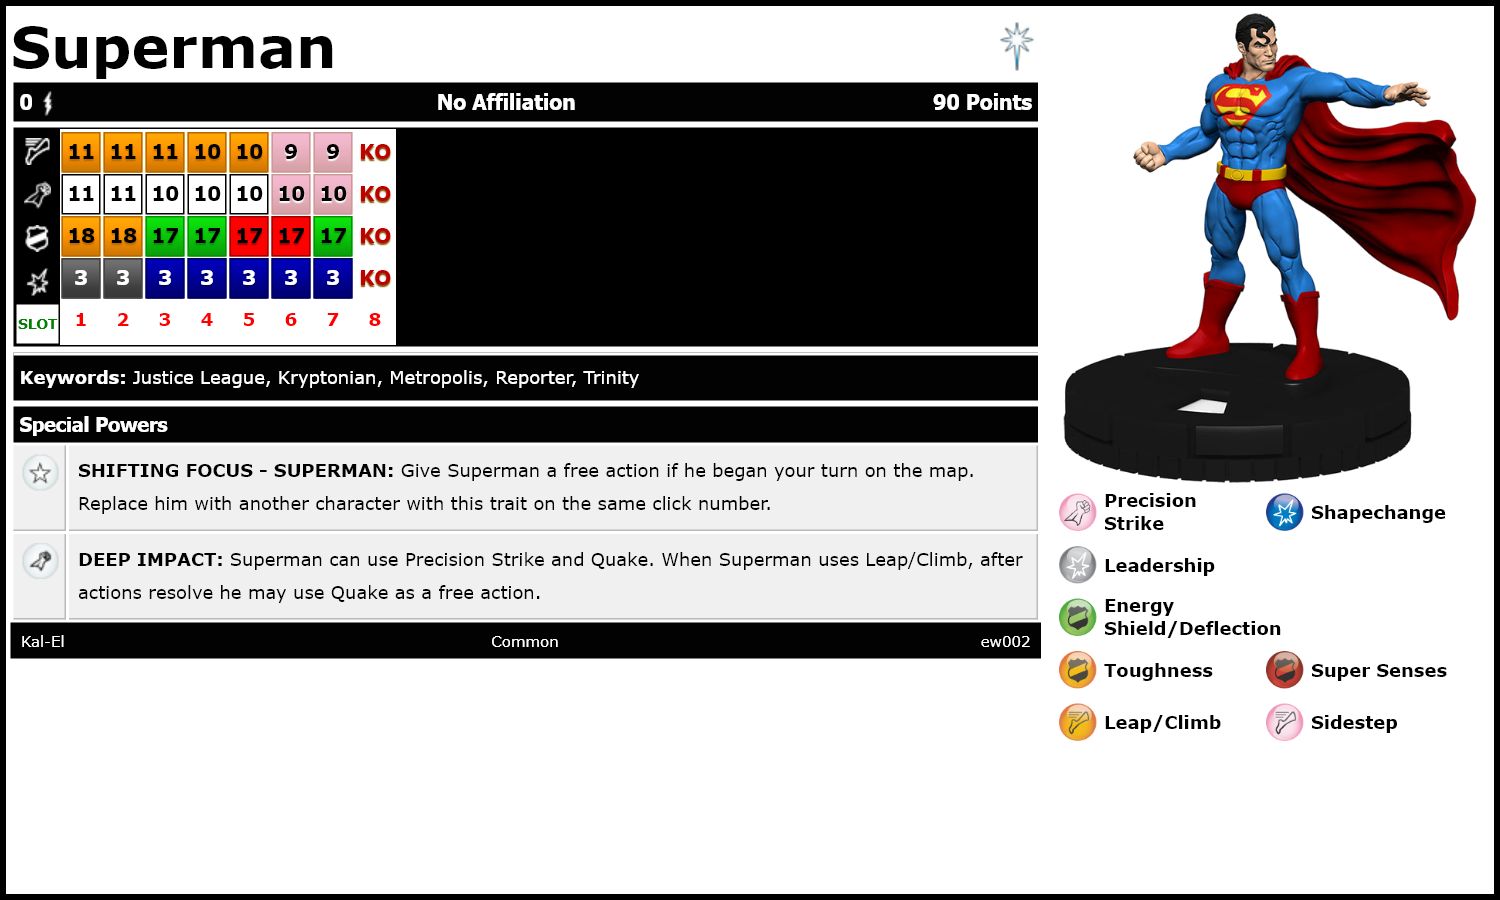 Superman
0 No Affiliation 90 Points
11 11 11 10 10 9 9 KO
11 11 10 10 10 10 10 KO
18 18 17 17 17 17 17 KO
3 3 3 3 3 3 3 KO
SLOT 1 2 3 4 5 6 7 8
Keywords: Justice League, Kryptonian, Metropolis, Reporter, Trinity
Special Powers
SHIFTING FOCUS - SUPERMAN: Give Superman a free action if he began your turn on the map.
Replace him with another character with this trait on the same click number.
DEEP IMPACT: Superman can use Precision Strike and Quake. When Superman uses Leap/Climb, after
actions resolve he may use Quake as a free action.
Kal-El Common ew002
Precision
Strike
Shapechange
Leadership
Energy
Shield/Deflection
Toughness
Super Senses
Leap/Climb
Sidestep